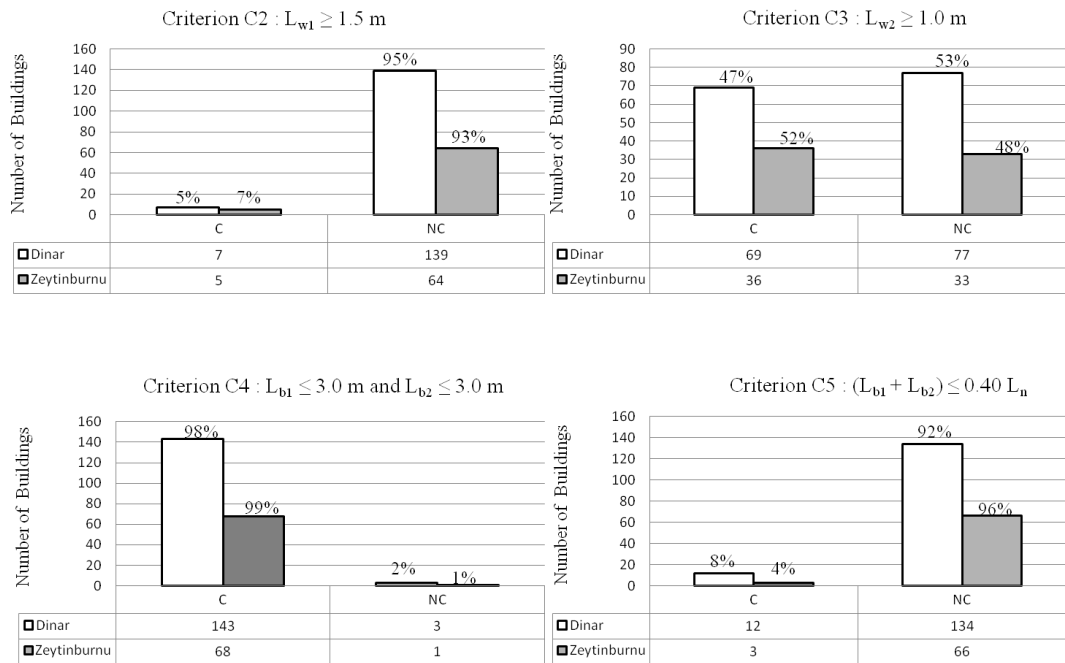 Criterion C2 : Lw1 ≥ 1.5 m
Number of Buildings
160
140
120
100
80
60
40
20
0
5%
7%
95%
93%
C
NC
Dinar 7 139
Zeytinburnu 5 64
Criterion C3 : Lw2 ≥ 1.0 m
Number of Buildings
90
80
70
60
50
40
30
20
10
0
47%
52%
53%
48%
C
NC
Dinar 69 77
Zeytinburnu 36 33
Criterion C4 : Lb1 ≤ 3.0 m and Lb2 ≤ 3.0 m
Number of Buildings
160
140
120
100
80
60
40
20
0
98%
99%
2%
1%
C
NC
Dinar 143 3
Zeytinburnu 68 1
Criterion C5 : (Lb1 + Lb2) ≤ 0.40 Ln
Number of Buildings
160
140
120
100
80
60
40
20
0
8%
4%
92%
96%
C
NC
Dinar 12 134
Zeytinburnu 3 66